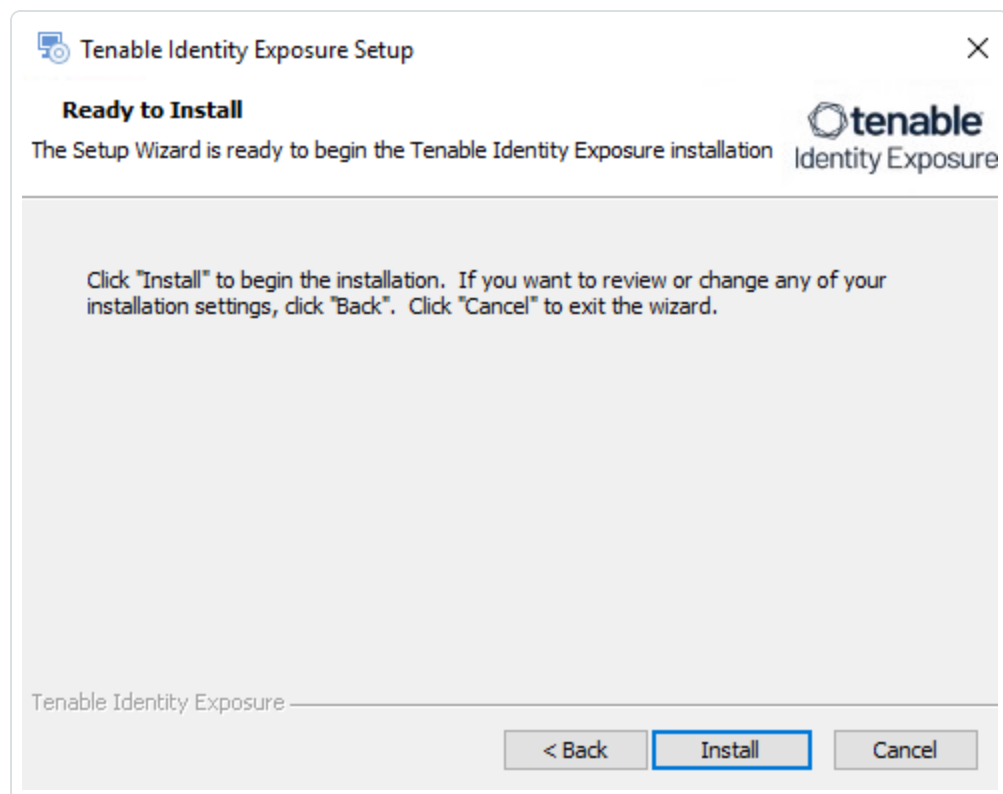 Tenable Identity Exposure Setup
Ready to Install
The Setup Wizard is ready to begin the Tenable Identity Exposure installation
tenable
Identity Exposure
Click "Install" to begin the installation.  If you want to review or change any of your
installation settings, click "Back".  Click "Cancel" to exit the wizard.
Tenable Identity Exposure
< Back
Install
Cancel